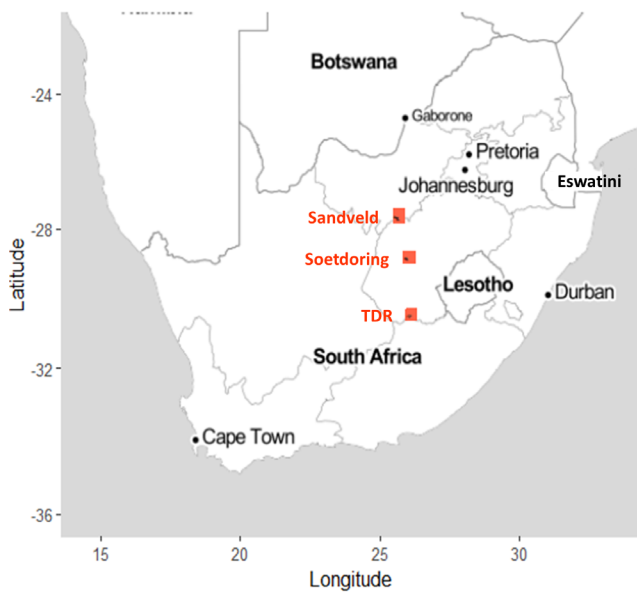 Botswana
-24
Gaborone
Pretoria
Johannesburg
Eswatini
Sandveld
-28
Soetdoring
Lesotho
Durban
TDR
South Africa
-32
Cape Town
-36
15
20
25
30
Longitude
Latitude